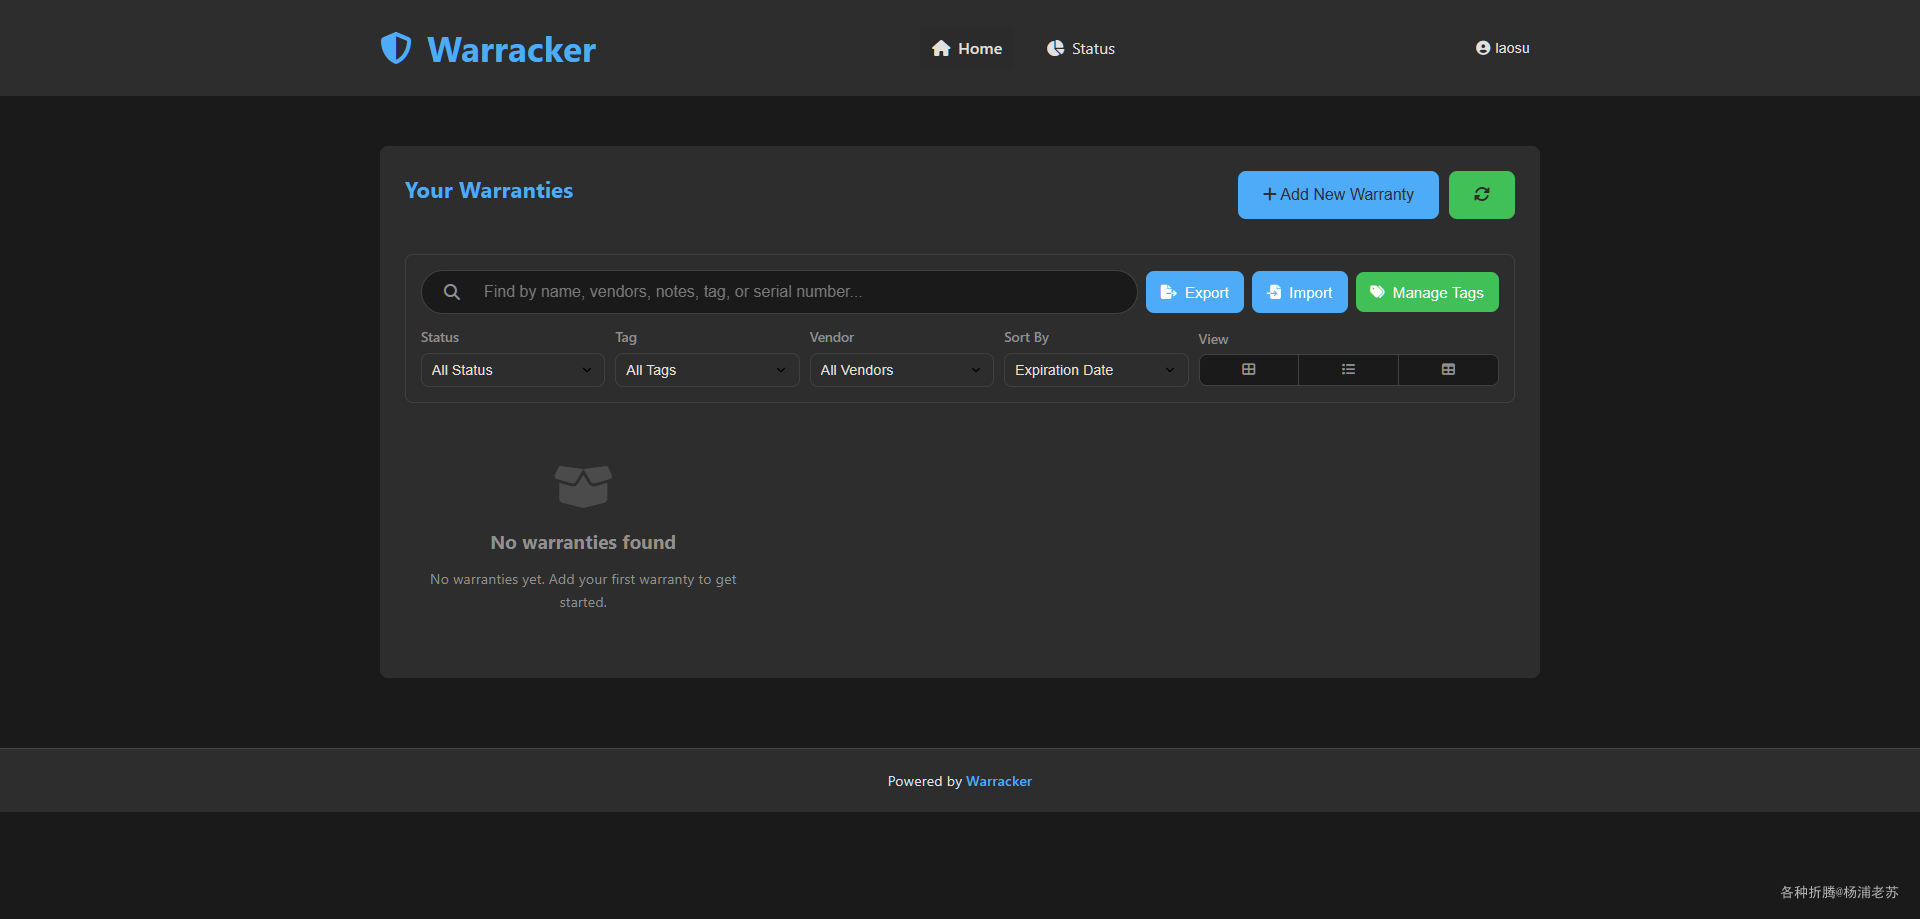 Warracker
Home
Status
laosu
Your Warranties
Add New Warranty
Find by name, vendors, notes, tag, or serial number...
Export
Import
Manage Tags
Status
Tag
Vendor
Sort By
View
All Status
All Tags
All Vendors
Expiration Date
No warranties found
No warranties yet. Add your first warranty to get
started.
Powered by Warracker
各种折腾@杨浦老苏